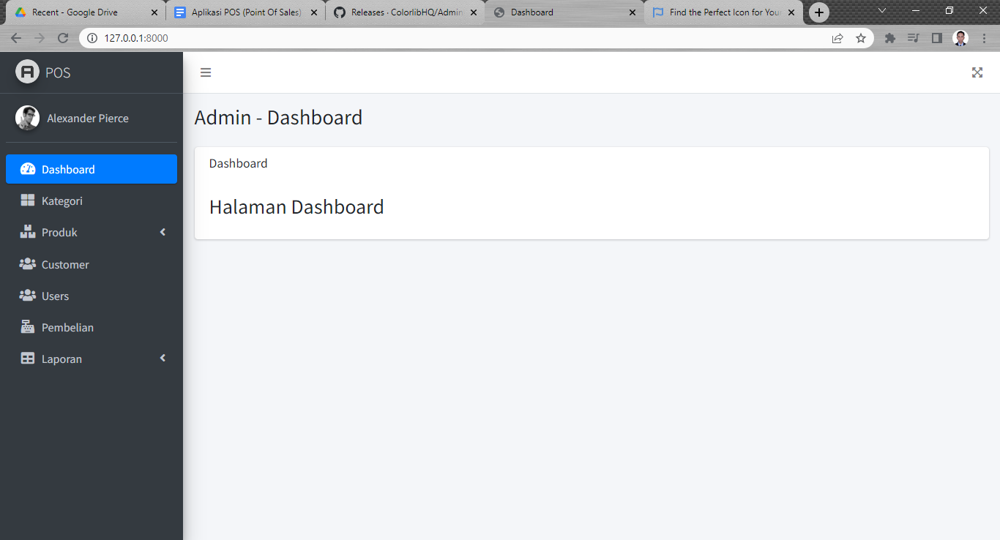 Recent - Google Drive
Aplikasi POS (Point Of Sales)
Releases · ColorlibHQ/Admin
Dashboard
Find the Perfect Icon for Your
127.0.0.1:8000
POS
Alexander Pierce
Admin - Dashboard
Dashboard
Kategori
Produk
Customer
Users
Pembelian
Laporan
Dashboard
Halaman Dashboard